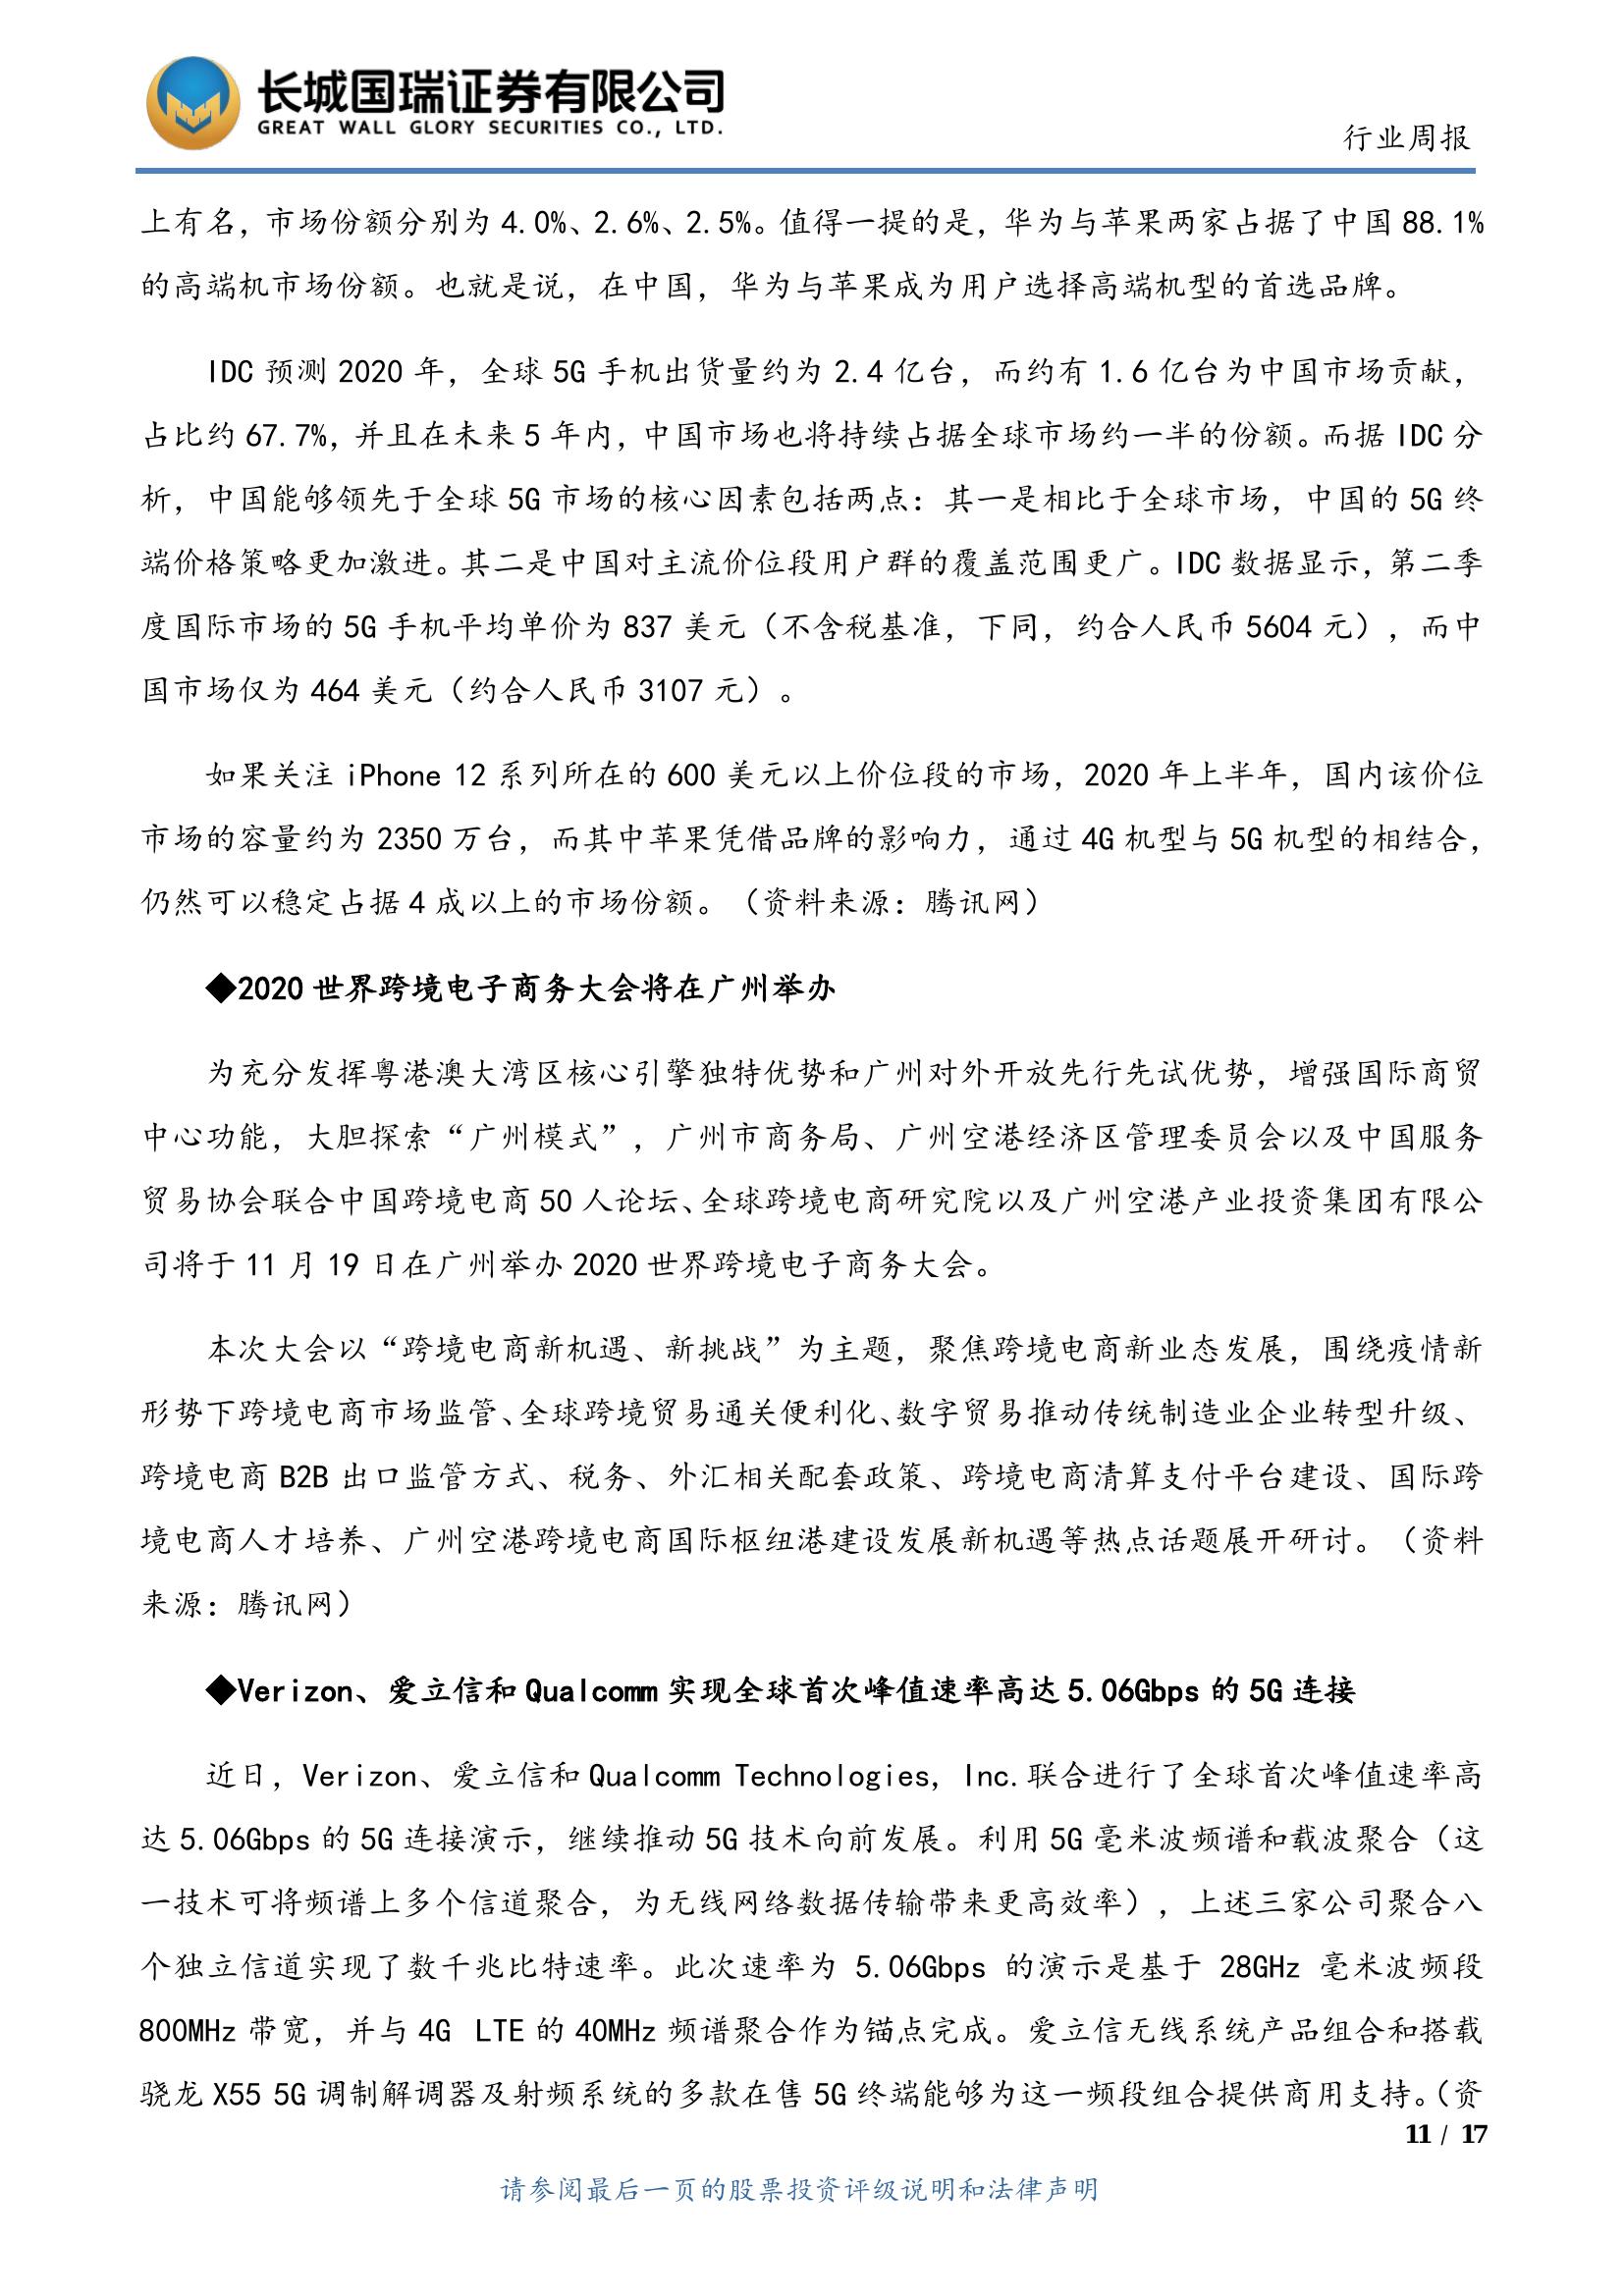 长城国瑞证券有限公司
GREAT WALL GLORY SECURITIES CO., LTD.
行业周报
上有名，市场份额分别为 4.0%、2.6%、2.5%。值得一提的是，华为与苹果两家占据了中国 88.1%
的高端机市场份额。也就是说，在中国，华为与苹果成为用户选择高端机型的首选品牌。
IDC 预测 2020 年，全球 5G 手机出货量约为 2.4 亿台，而约有 1.6 亿台为中国市场贡献，
占比约 67.7%，并且在未来 5 年内，中国市场也将持续占据全球市场约一半的份额。而据 IDC 分
析，中国能够领先于全球 5G 市场的核心因素包括两点：其一是相比于全球市场，中国的 5G 终
端价格策略更加激进。其二是中国对主流价位段用户群的覆盖范围更广。IDC 数据显示，第二季
度国际市场的 5G 手机平均单价为 837 美元（不含税基准，下同，约合人民币 5604 元），而中
国市场仅为 464 美元（约合人民币 3107 元）。
如果关注 iPhone 12 系列所在的 600 美元以上价位段的市场，2020 年上半年，国内该价位
市场的容量约为 2350 万台，而其中苹果凭借品牌的影响力，通过 4G 机型与 5G 机型的相结合，
仍然可以稳定占据 4 成以上的市场份额。（资料来源：腾讯网）
◆2020 世界跨境电子商务大会将在广州举办
为充分发挥粤港澳大湾区核心引擎独特优势和广州对外开放先行先试优势，增强国际商贸
中心功能，大胆探索“广州模式”，广州市商务局、广州空港经济区管理委员会以及中国服务
贸易协会联合中国跨境电商 50 人论坛、全球跨境电商研究院以及广州空港产业投资集团有限公
司将于 11 月 19 日在广州举办 2020 世界跨境电子商务大会。
本次大会以“跨境电商新机遇、新挑战”为主题，聚焦跨境电商新业态发展，围绕疫情新
形势下跨境电商市场监管、全球跨境贸易通关便利化、数字贸易推动传统制造业企业转型升级、
跨境电商 B2B 出口监管方式、税务、外汇相关配套政策、跨境电商清算支付平台建设、国际跨
境电商人才培养、广州空港跨境电商国际枢纽港建设发展新机遇等热点话题展开研讨。（资料
来源：腾讯网）
◆Verizon、爱立信和 Qualcomm 实现全球首次峰值速率高达 5.06Gbps 的 5G 连接
近日，Verizon、爱立信和 Qualcomm Technologies, Inc.联合进行了全球首次峰值速率高
达 5.06Gbps 的 5G 连接演示，继续推动 5G 技术向前发展。利用 5G 毫米波频谱和载波聚合（这
一技术可将频谱上多个信道聚合，为无线网络数据传输带来更高效率），上述三家公司聚合八
个独立信道实现了数千兆比特速率。此次速率为 5.06Gbps 的演示是基于 28GHz 毫米波频段
800MHz 带宽，并与 4G LTE 的 40MHz 频谱聚合作为锚点完成。爱立信无线系统产品组合和搭载
骁龙 X55 5G 调制解调器及射频系统的多款在售 5G 终端能够为这一频段组合提供商用支持。（资
11 / 17
请参阅最后一页的股票投资评级说明和法律声明